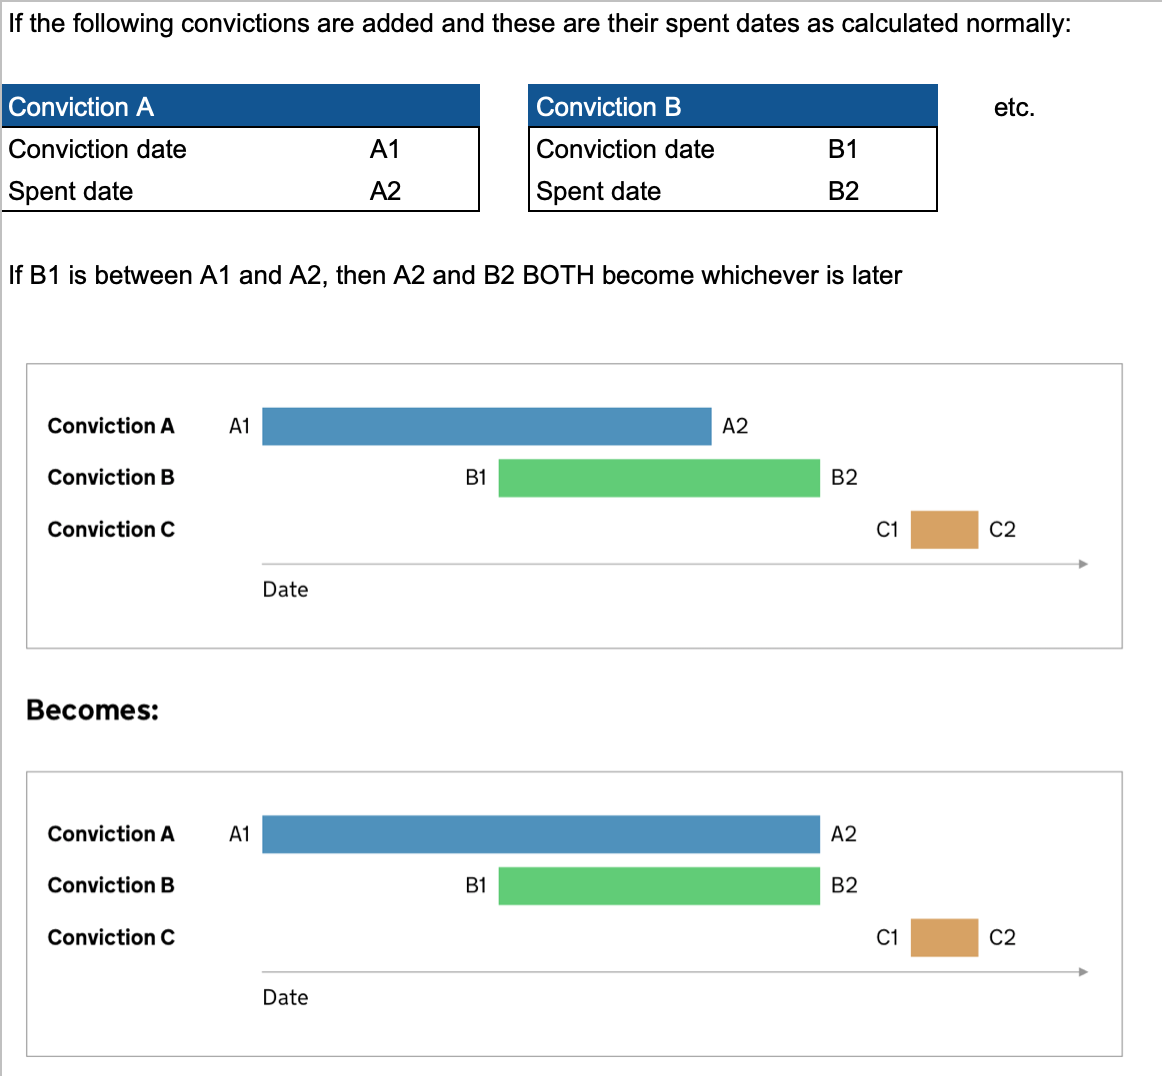 If the following convictions are added and these are their spent dates as calculated normally:
Conviction A
Conviction date A1
Spent date A2
Conviction B
Conviction date B1
Spent date B2
etc.
If B1 is between A1 and A2, then A2 and B2 BOTH become whichever is later
Conviction A A1 A2
Conviction B B1 B2
Conviction C C1 C2
Date
Becomes:
Conviction A A1 A2
Conviction B B1 B2
Conviction C C1 C2
Date